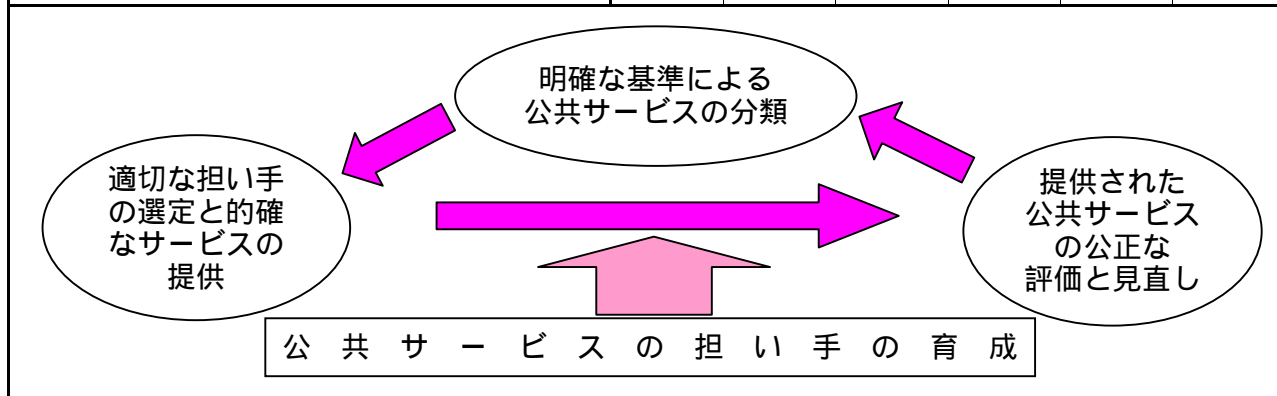 明確な基準による
公共サービスの分類
適切な担い手
の選定と的確
なサービスの
提供
提供された
公共サービス
の公正な
評価と見直し
公共サービスの担い手の育成